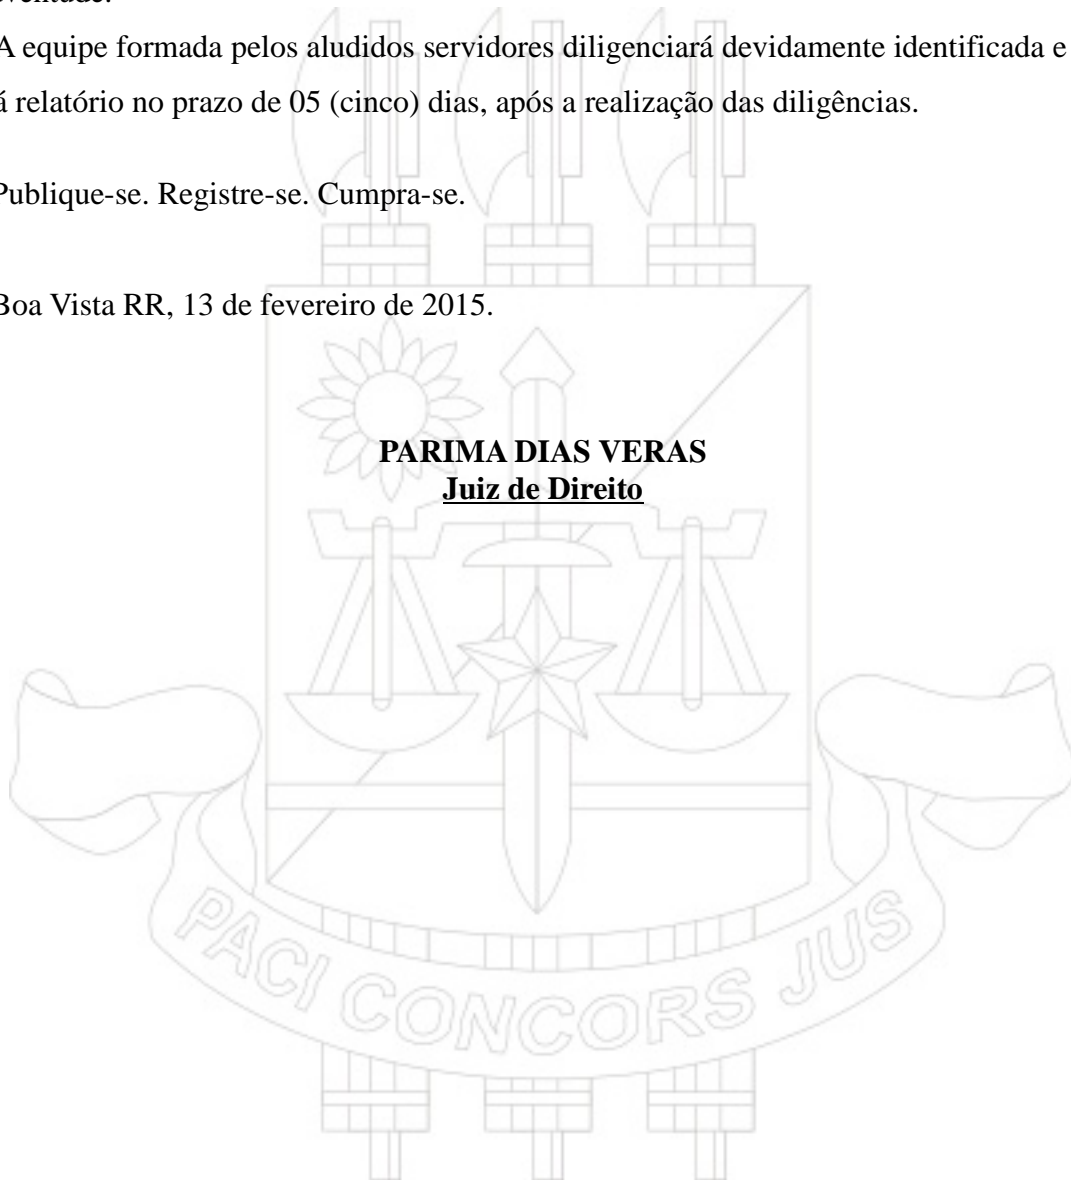 A equipe formada pelos aludidos servidores diligenciará devidamente identificada e
á relatório no prazo de 05 (cinco) dias, após a realização das diligências.
Publique-se. Registre-se. Cumpra-se.
Boa Vista RR, 13 de fevereiro de 2015.
PARIMA DIAS VERAS
Juiz de Direito
PACI CONCORS JUS